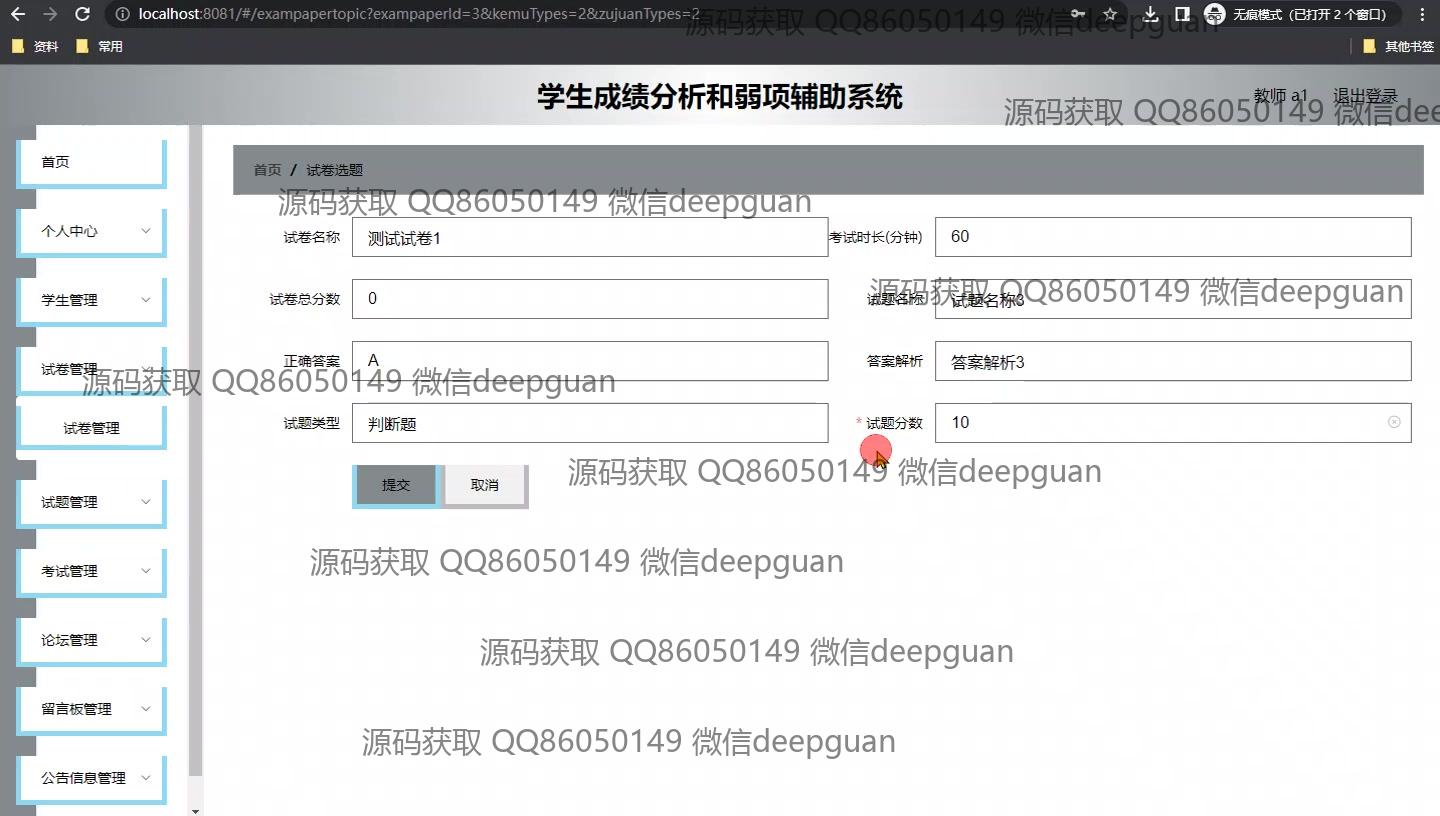 localhost:8081/#/exampapertopic?exampaperId=3&kemuTypes=2&zujuanTypes=2
无痕模式（已打开 2 个窗口）
资料
常用
其他书签
源码获取 QQ86050149 微信deepguan
学生成绩分析和弱项辅助系统
教师 a1
退出登录
源码获取 QQ86050149 微信dee
首页
首页 / 试卷选题
源码获取 QQ86050149 微信deepguan
个人中心
试卷名称
测试试卷1
考试时长(分钟)
60
学生管理
试卷总分数
0
试题名称
试题名称3
源码获取 QQ86050149 微信deepguan
试卷管理
正确答案
A
答案解析
答案解析3
源码获取 QQ86050149 微信deepguan
试卷管理
试题类型
判断题
* 试题分数
10
提交
取消
源码获取 QQ86050149 微信deepguan
试题管理
考试管理
源码获取 QQ86050149 微信deepguan
论坛管理
源码获取 QQ86050149 微信deepguan
留言板管理
源码获取 QQ86050149 微信deepguan
公告信息管理